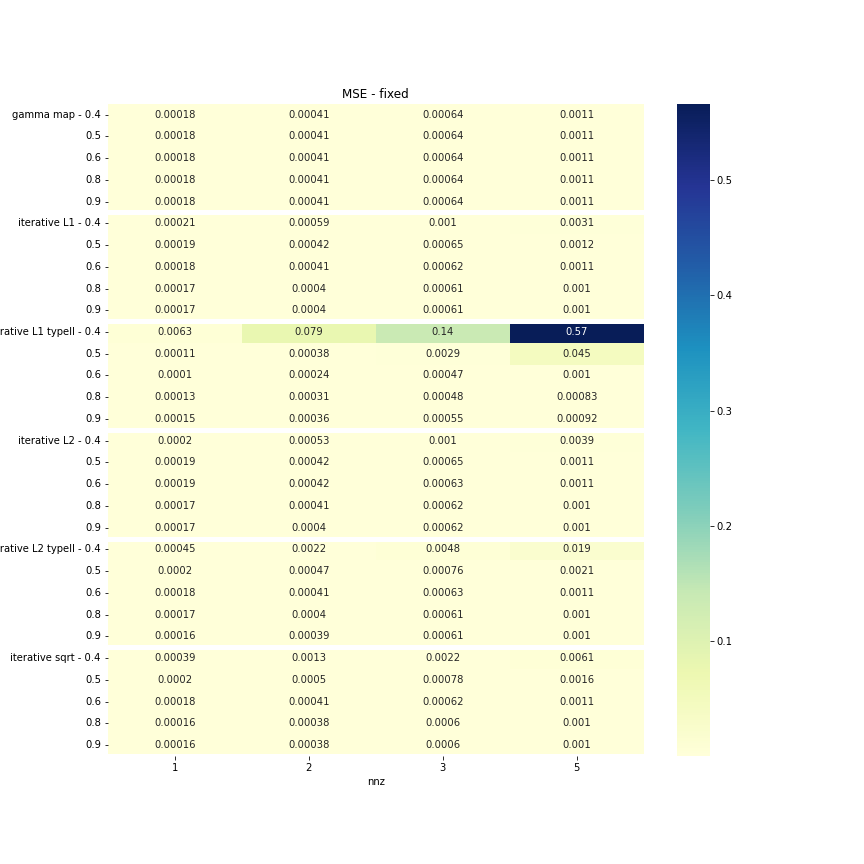 MSE - fixed
gamma map - 0.4 0.00018 0.00041 0.00064 0.0011
0.5 0.00018 0.00041 0.00064 0.0011
0.6 0.00018 0.00041 0.00064 0.0011
0.8 0.00018 0.00041 0.00064 0.0011
0.9 0.00018 0.00041 0.00064 0.0011
iterative L1 - 0.4 0.00021 0.00059 0.001 0.0031
0.5 0.00019 0.00042 0.00065 0.0012
0.6 0.00018 0.00041 0.00062 0.0011
0.8 0.00017 0.0004 0.00061 0.001
0.9 0.00017 0.0004 0.00061 0.001
rative L1 typeII - 0.4 0.0063 0.079 0.14 0.57
0.5 0.00011 0.00038 0.0029 0.045
0.6 0.0001 0.00024 0.00047 0.001
0.8 0.00013 0.00031 0.00048 0.00083
0.9 0.00015 0.00036 0.00055 0.00092
iterative L2 - 0.4 0.0002 0.00053 0.001 0.0039
0.5 0.00019 0.00042 0.00065 0.0011
0.6 0.00019 0.00042 0.00063 0.0011
0.8 0.00017 0.00041 0.00062 0.001
0.9 0.00017 0.0004 0.00062 0.001
rative L2 typeII - 0.4 0.00045 0.0022 0.0048 0.019
0.5 0.0002 0.00047 0.00076 0.0021
0.6 0.00018 0.00041 0.00063 0.0011
0.8 0.00017 0.0004 0.00061 0.001
0.9 0.00016 0.00039 0.00061 0.001
iterative sqrt - 0.4 0.00039 0.0013 0.0022 0.0061
0.5 0.0002 0.0005 0.00078 0.0016
0.6 0.00018 0.00041 0.00062 0.0011
0.8 0.00016 0.00038 0.0006 0.001
0.9 0.00016 0.00038 0.0006 0.001
1 2 3 5
nnz
0.5
0.4
0.3
0.2
0.1